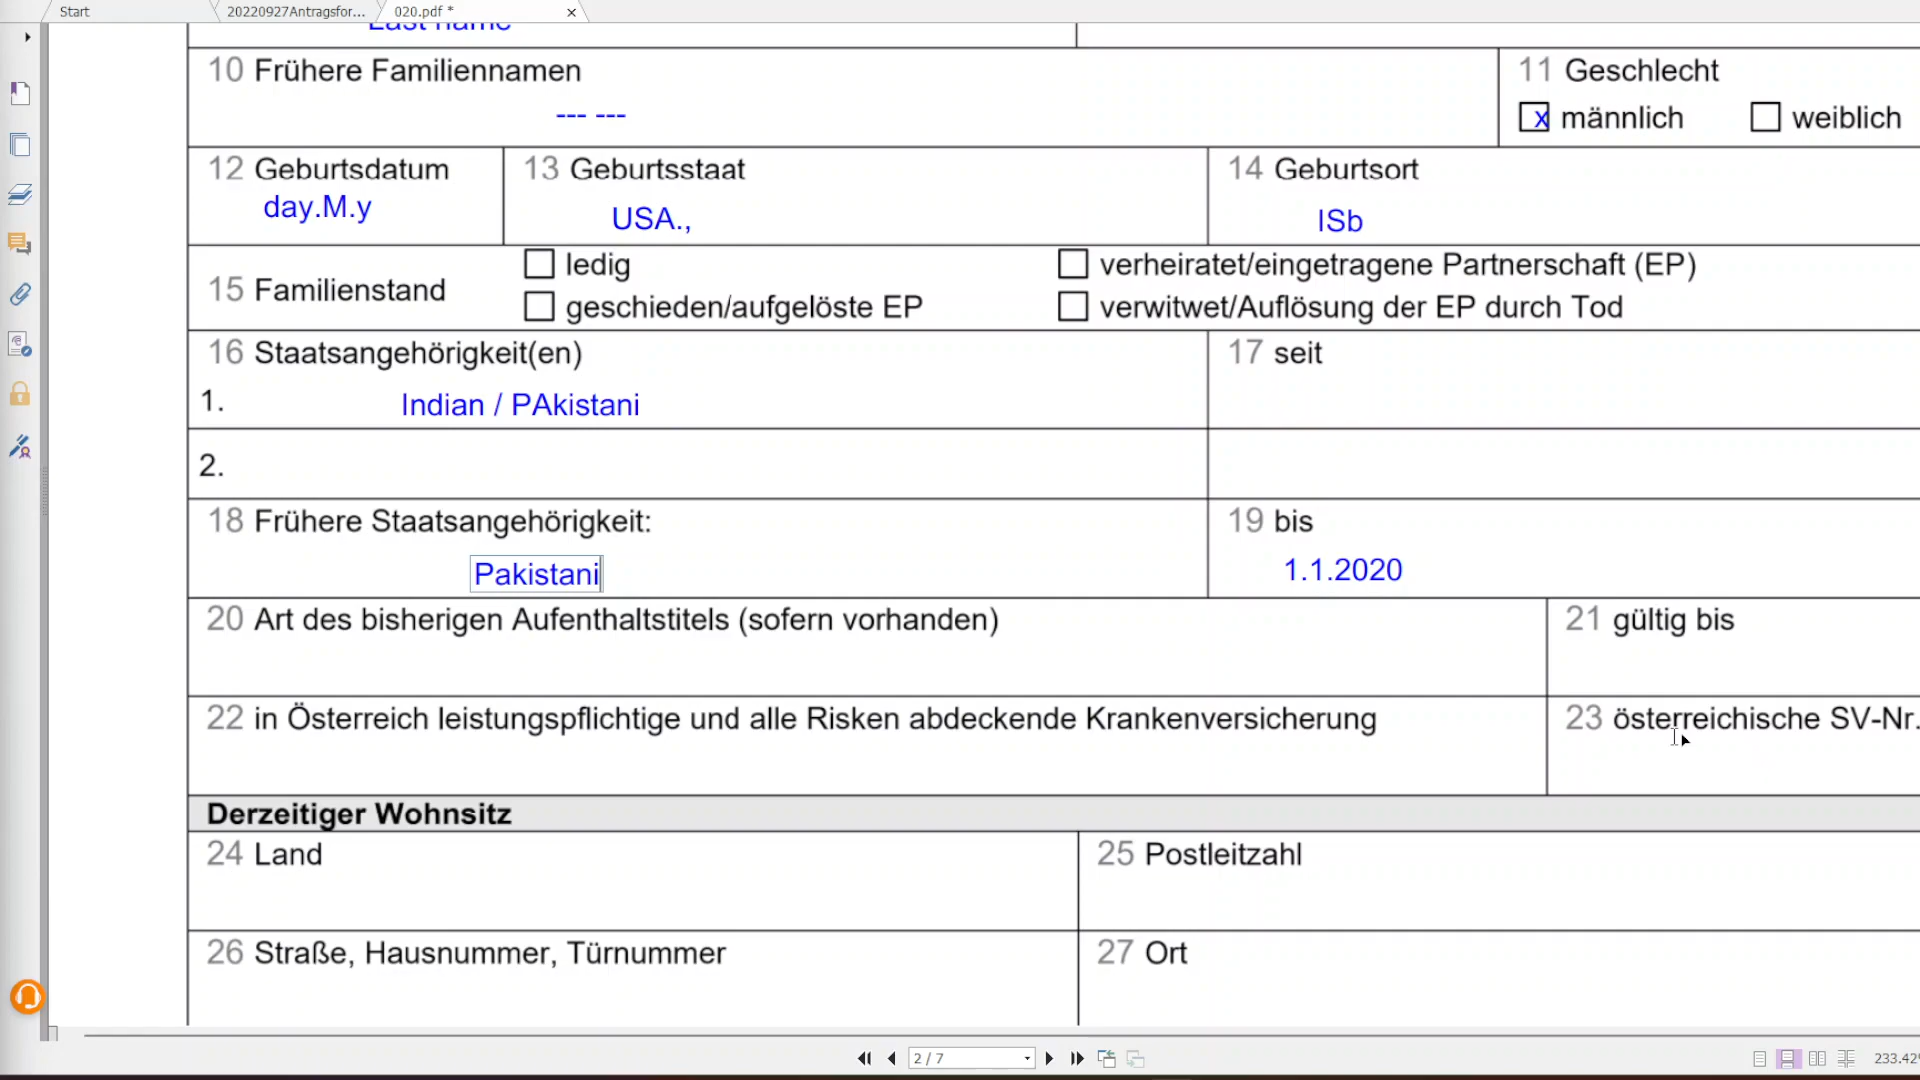 Start
20220927Antragsfor...
020.pdf *
Last name
10 Frühere Familiennamen
--- ---
11 Geschlecht
x männlich
weiblich
12 Geburtsdatum
day.M.y
13 Geburtsstaat
USA.,
14 Geburtsort
ISb
15 Familienstand
ledig
verheiratet/eingetragene Partnerschaft (EP)
geschieden/aufgelöste EP
verwitwet/Auflösung der EP durch Tod
16 Staatsangehörigkeit(en)
17 seit
1. Indian / PAkistani
2.
18 Frühere Staatsangehörigkeit:
Pakistani
19 bis
1.1.2020
20 Art des bisherigen Aufenthaltstitels (sofern vorhanden)
21 gültig bis
22 in Österreich leistungspflichtige und alle Risken abdeckende Krankenversicherung
23 österreichische SV-Nr.
Derzeitiger Wohnsitz
24 Land
25 Postleitzahl
26 Straße, Hausnummer, Türnummer
27 Ort
2 / 7
233.42